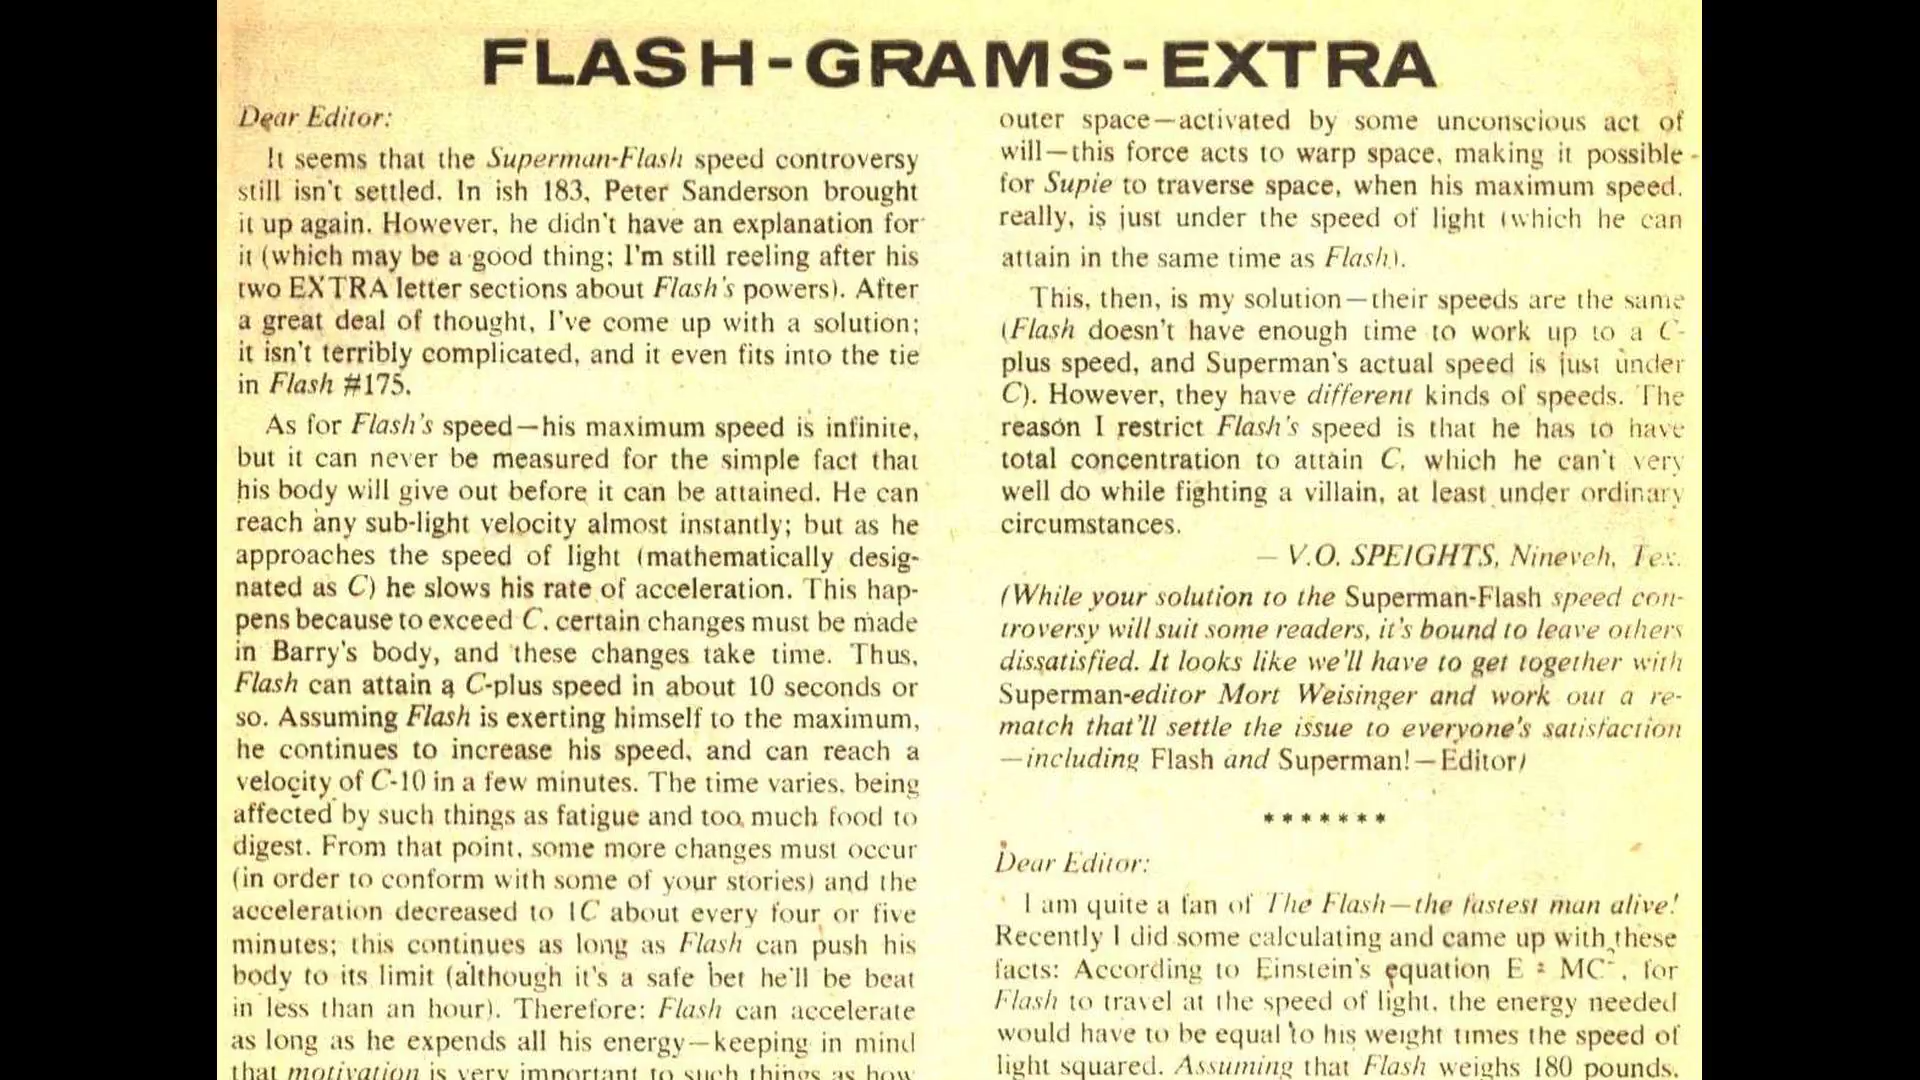 FLASH-GRAMS-EXTRA
Dear Editor:
It seems that the Superman-Flash speed controversy
still isn't settled. In ish 183, Peter Sanderson brought
it up again. However, he didn't have an explanation for
it (which may be a good thing; I'm still reeling after his
two EXTRA letter sections about Flash's powers). After
a great deal of thought, I've come up with a solution;
it isn't terribly complicated, and it even fits into the tie
in Flash #175.
As for Flash's speed—his maximum speed is infinite,
but it can never be measured for the simple fact that
his body will give out before it can be attained. He can
reach any sub-light velocity almost instantly; but as he
approaches the speed of light (mathematically desig-
nated as C) he slows his rate of acceleration. This hap-
pens because to exceed C, certain changes must be made
in Barry's body, and these changes take time. Thus,
Flash can attain a C-plus speed in about 10 seconds or
so. Assuming Flash is exerting himself to the maximum,
he continues to increase his speed, and can reach a
velocity of C-10 in a few minutes. The time varies, being
affected by such things as fatigue and too much food to
digest. From that point, some more changes must occur
(in order to conform with some of your stories) and the
acceleration decreased to 1C about every four or five
minutes; this continues as long as Flash can push his
body to its limit (although it's a safe bet he'll be beat
in less than an hour). Therefore: Flash can accelerate
as long as he expends all his energy—keeping in mind
that motivation is very important to such things as how
outer space—activated by some unconscious act of
will—this force acts to warp space, making it possible
for Supie to traverse space, when his maximum speed,
really, is just under the speed of light (which he can
attain in the same time as Flash).
This, then, is my solution—their speeds are the same
(Flash doesn't have enough time to work up to a C-
plus speed, and Superman's actual speed is just under
C). However, they have different kinds of speeds. The
reason I restrict Flash's speed is that he has to have
total concentration to attain C, which he can't very
well do while fighting a villain, at least under ordinary
circumstances.
— V.O. SPEIGHTS, Nineveh, Tex.
(While your solution to the Superman-Flash speed con-
troversy will suit some readers, it's bound to leave others
dissatisfied. It looks like we'll have to get together with
Superman-editor Mort Weisinger and work out a re-
match that'll settle the issue to everyone's satisfaction
—including Flash and Superman!—Editor)
*******
Dear Editor:
I am quite a fan of The Flash—the fastest man alive!
Recently I did some calculating and came up with these
facts: According to Einstein's equation E = MC², for
Flash to travel at the speed of light, the energy needed
would have to be equal to his weight times the speed of
light squared. Assuming that Flash weighs 180 pounds,